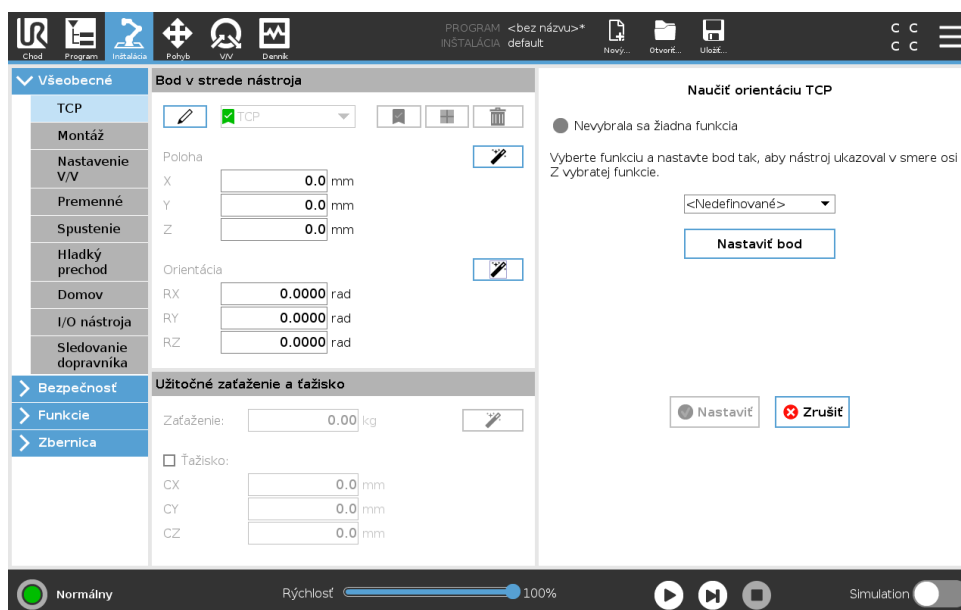 PROGRAM <bez názvu>*
INŠTALÁCIA default
Chod
Program
Inštalácia
Pohyb
V/V
Denník
Nový...
Otvoriť...
Uložiť...
C C
C C
Všeobecné
TCP
Montáž
Nastavenie
V/V
Premenné
Spustenie
Hladký
prechod
Domov
I/O nástroja
Sledovanie
dopravníka
Bezpečnosť
Funkcie
Zbernica
Bod v strede nástroja
TCP
Poloha
X 0.0 mm
Y 0.0 mm
Z 0.0 mm
Orientácia
RX 0.0000 rad
RY 0.0000 rad
RZ 0.0000 rad
Užitočné zaťaženie a ťažisko
Zaťaženie: 0.00 kg
Ťažisko:
CX 0.0 mm
CY 0.0 mm
CZ 0.0 mm
Naučiť orientáciu TCP
Nevybrala sa žiadna funkcia
Vyberte funkciu a nastavte bod tak, aby nástroj ukazoval v smere osi
Z vybratej funkcie.
<Nedefinované>
Nastaviť bod
Nastaviť
Zrušiť
Normálny
Rýchlosť 100%
Simulation